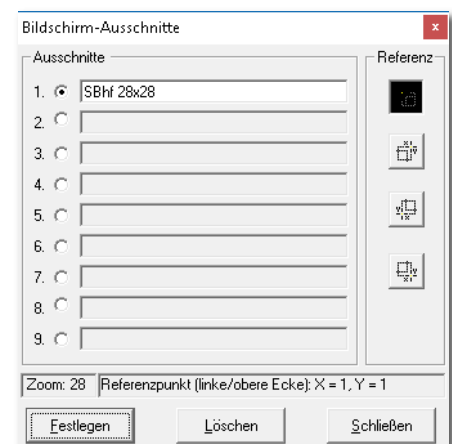 Bildschirm-Ausschnitte x
Ausschnitte Referenz
1. SBhf 28x28
2.
3.
4.
5.
6.
7.
8.
9.
Zoom: 28 Referenzpunkt (linke/obere Ecke): X = 1, Y = 1
Festlegen Löschen Schließen